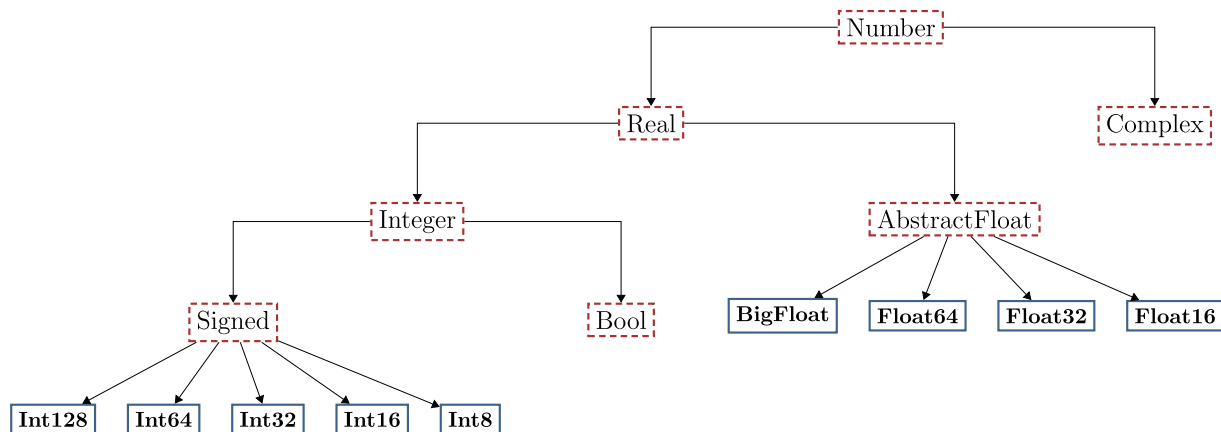 Number
Real
Complex
Integer
AbstractFloat
Signed
Bool
BigFloat
Float64
Float32
Float16
Int128
Int64
Int32
Int16
Int8